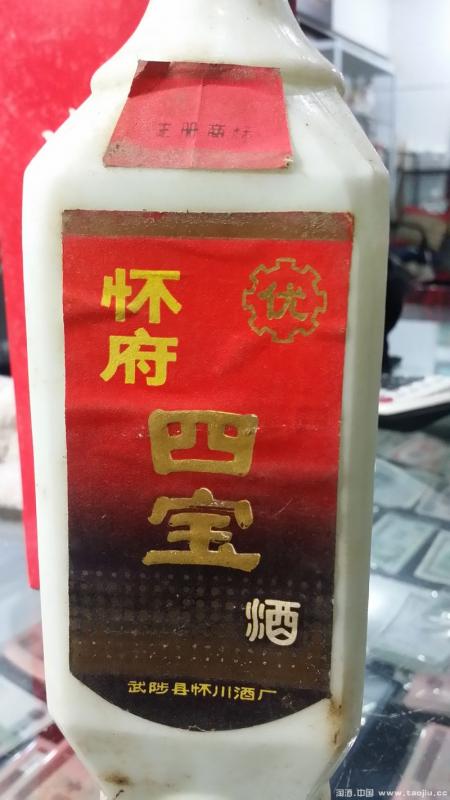 注册商标
优
怀府
四宝
酒
武陟县怀川酒厂
淘酒.中国 www.taojiu.cc